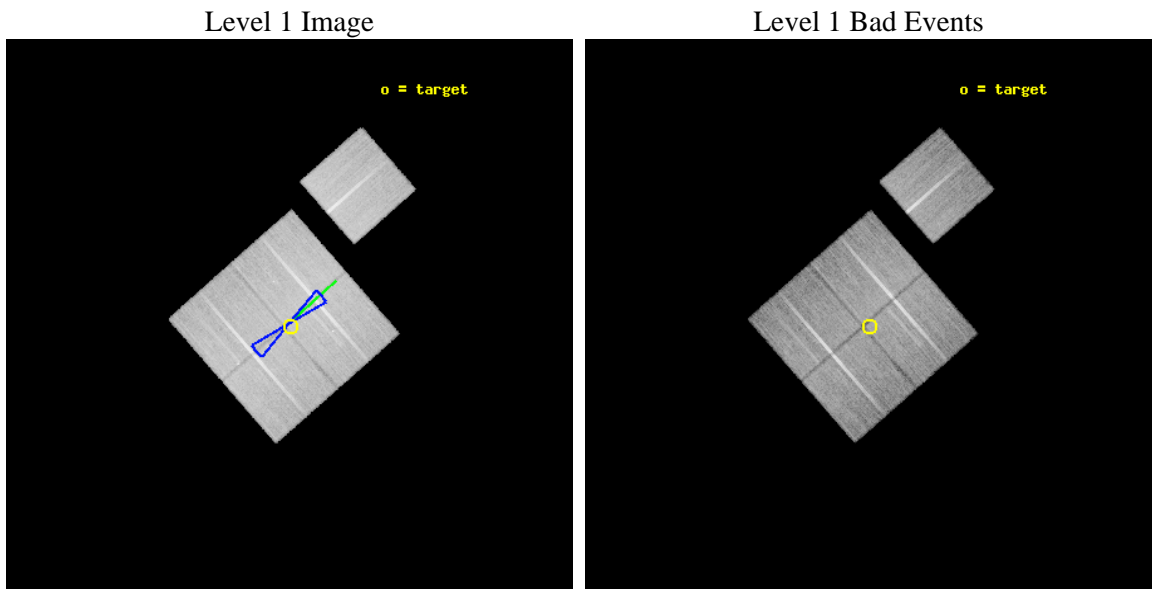 Level 1 Image
Level 1 Bad Events
o = target
o = target